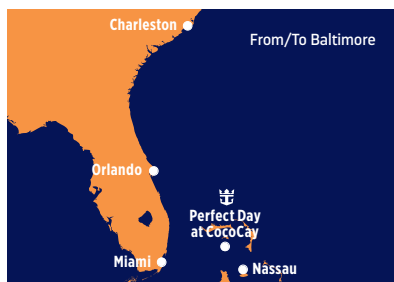 Charleston
From/To Baltimore
Orlando
Perfect Day
at CocoCay
Miami
Nassau